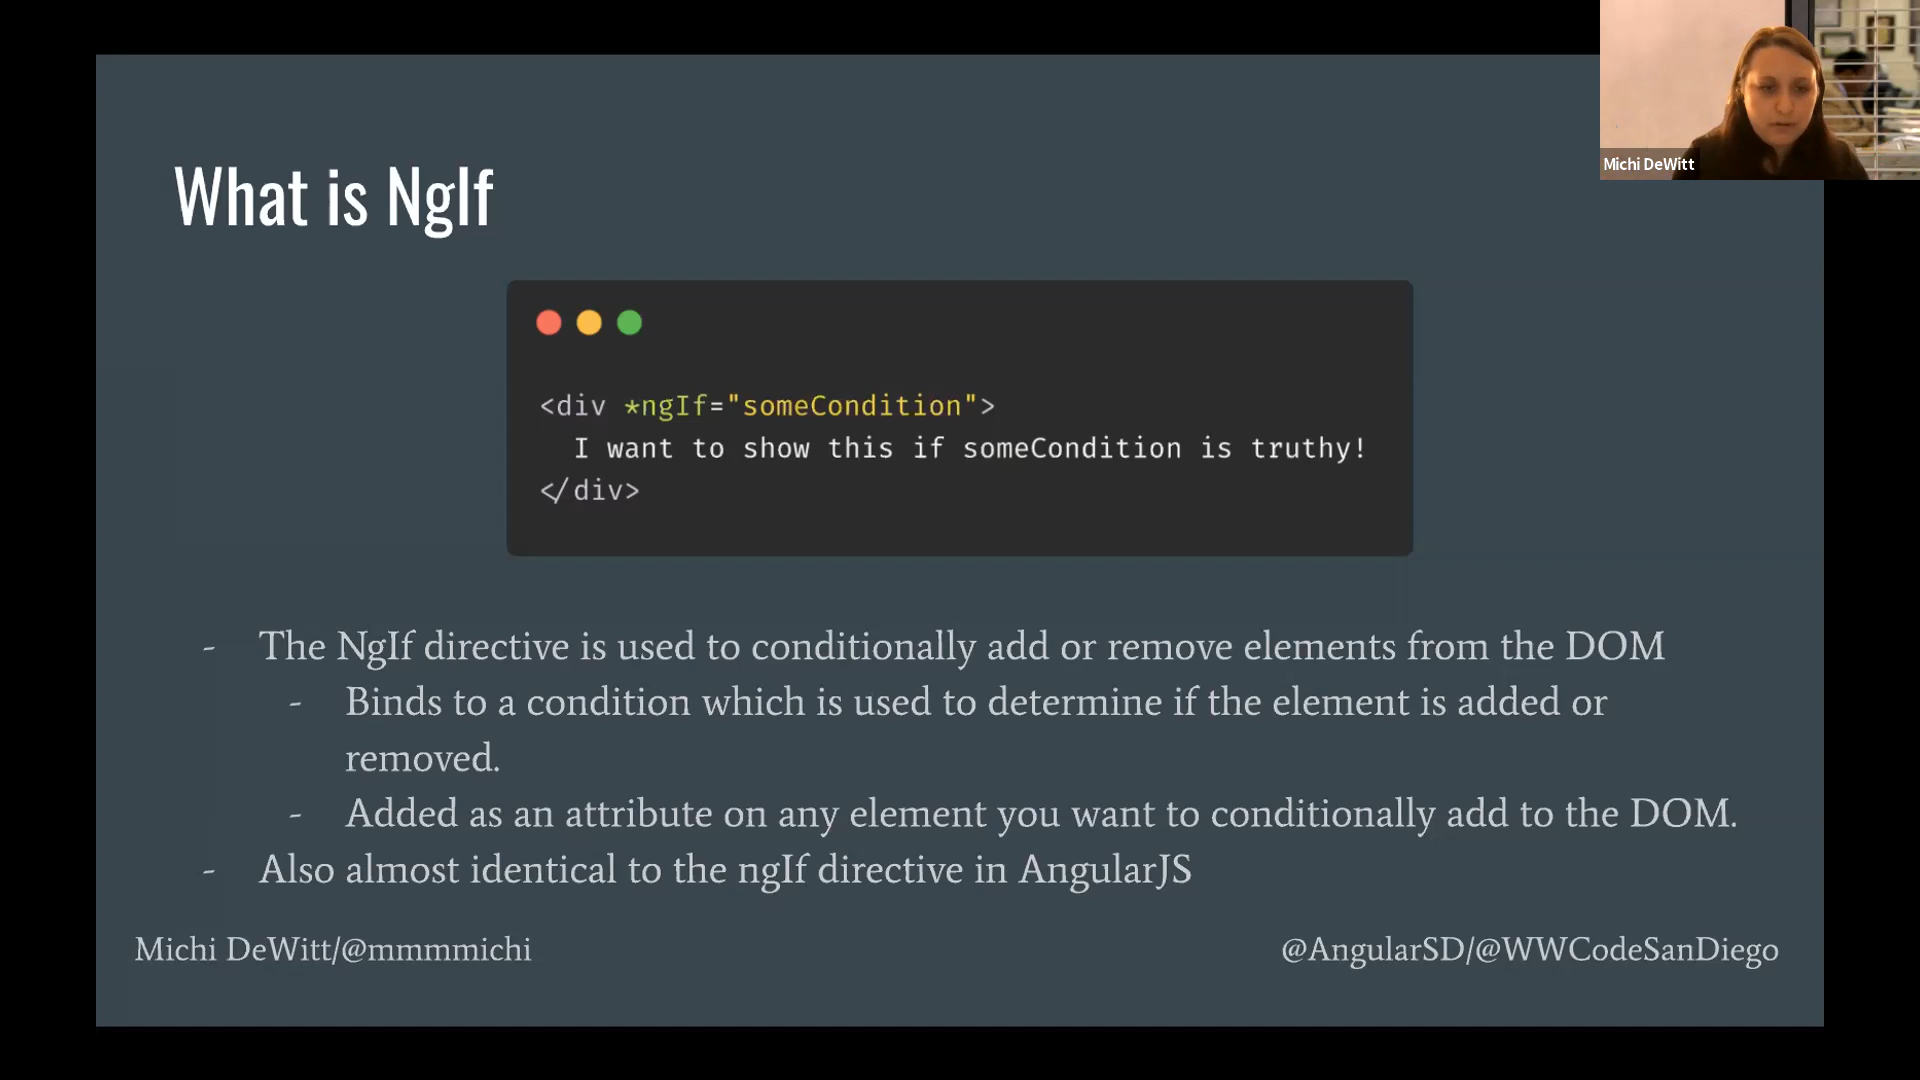 Michi DeWitt
What is NgIf
<div *ngIf="someCondition">
I want to show this if someCondition is truthy!
</div>
- The NgIf directive is used to conditionally add or remove elements from the DOM
- Binds to a condition which is used to determine if the element is added or
removed.
- Added as an attribute on any element you want to conditionally add to the DOM.
- Also almost identical to the ngIf directive in AngularJS
Michi DeWitt/@mmmmichi
@AngularSD/@WWCodeSanDiego